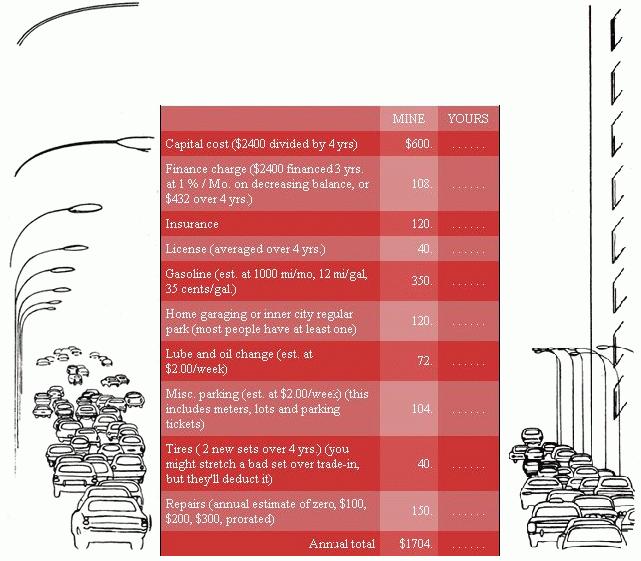 MINE YOURS
Capital cost ($2400 divided by 4 yrs) $600. ......
Finance charge ($2400 financed 3 yrs.
at 1 % / Mo. on decreasing balance, or 108. ......
$432 over 4 yrs.)
Insurance 120. ......
License (averaged over 4 yrs.) 40. ......
Gasoline (est. at 1000 mi/mo, 12 mi/gal, 350. ......
35 cents/gal.)
Home garaging or inner city regular 120. ......
park (most people have at least one)
Lube and oil change (est. at 72. ......
$2.00/week)
Misc. parking (est. at $2.00/week) (this
includes meters, lots and parking 104. ......
tickets)
Tires ( 2 new sets over 4 yrs.) (you
might stretch a bad set over trade-in, 40. ......
but they'll deduct it)
Repairs (annual estimate of zero, $100, 150. ......
$200, $300, prorated)
Annual total $1704. ......